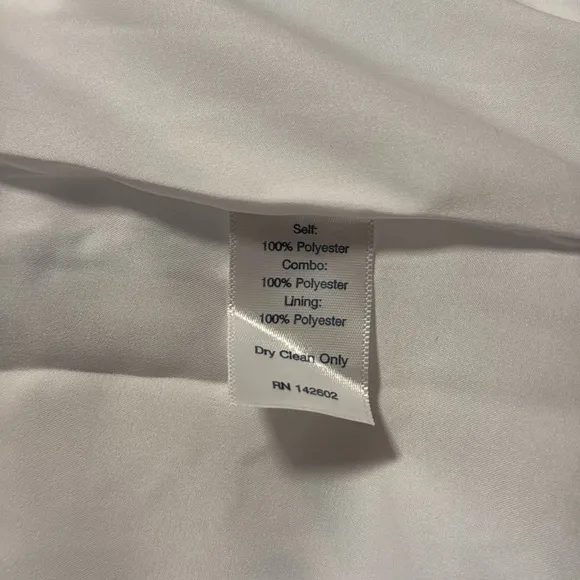 Self:
100% Polyester
Combo:
100% Polyester
Lining:
100% Polyester
Dry Clean Only
RN 142602